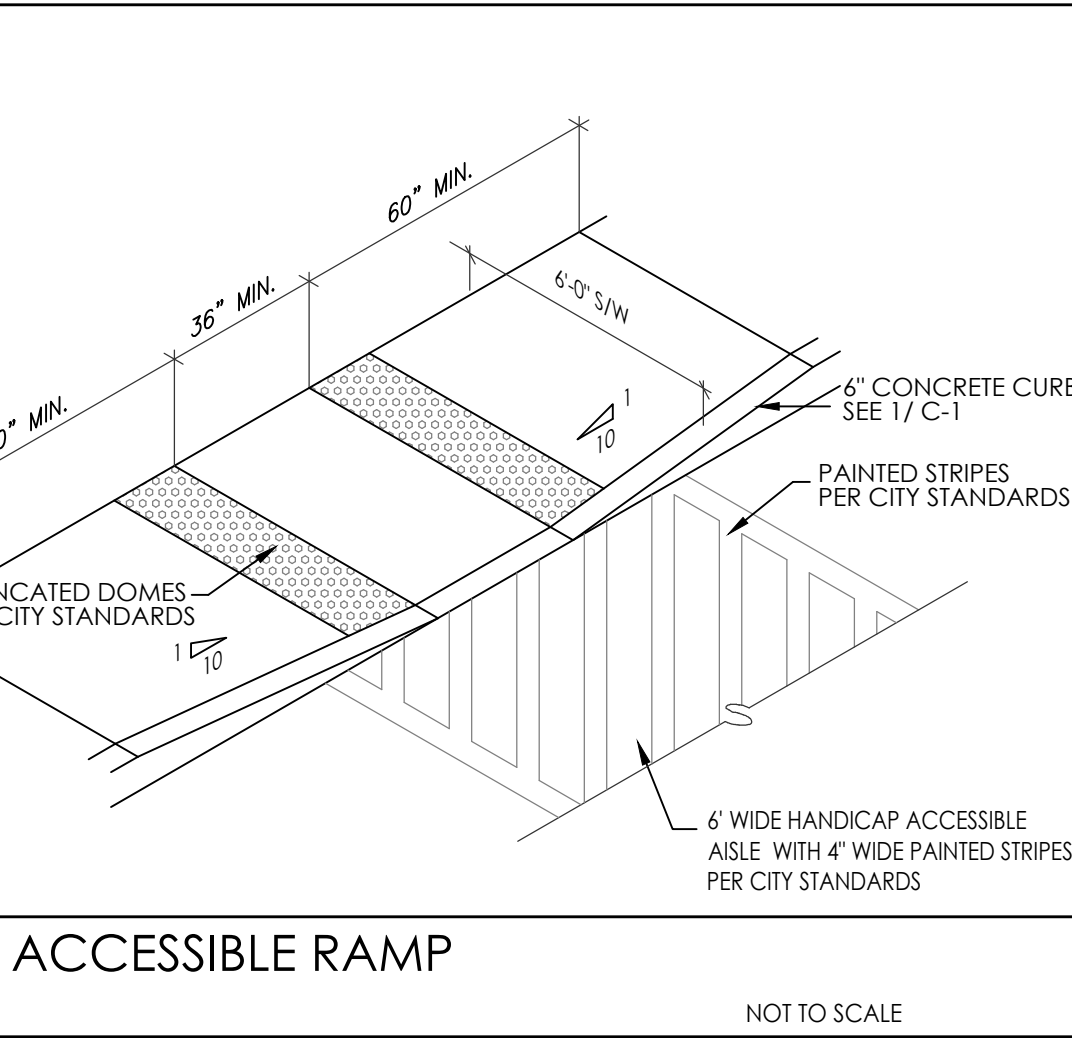 60" MIN.
36" MIN.
0" MIN.
6'-0" S/W
1
10
6" CONCRETE CURB
SEE 1/ C-1
PAINTED STRIPES
PER CITY STANDARDS
NCATED DOMES
CITY STANDARDS
1
10
6' WIDE HANDICAP ACCESSIBLE
AISLE WITH 4" WIDE PAINTED STRIPES
PER CITY STANDARDS
ACCESSIBLE RAMP
NOT TO SCALE